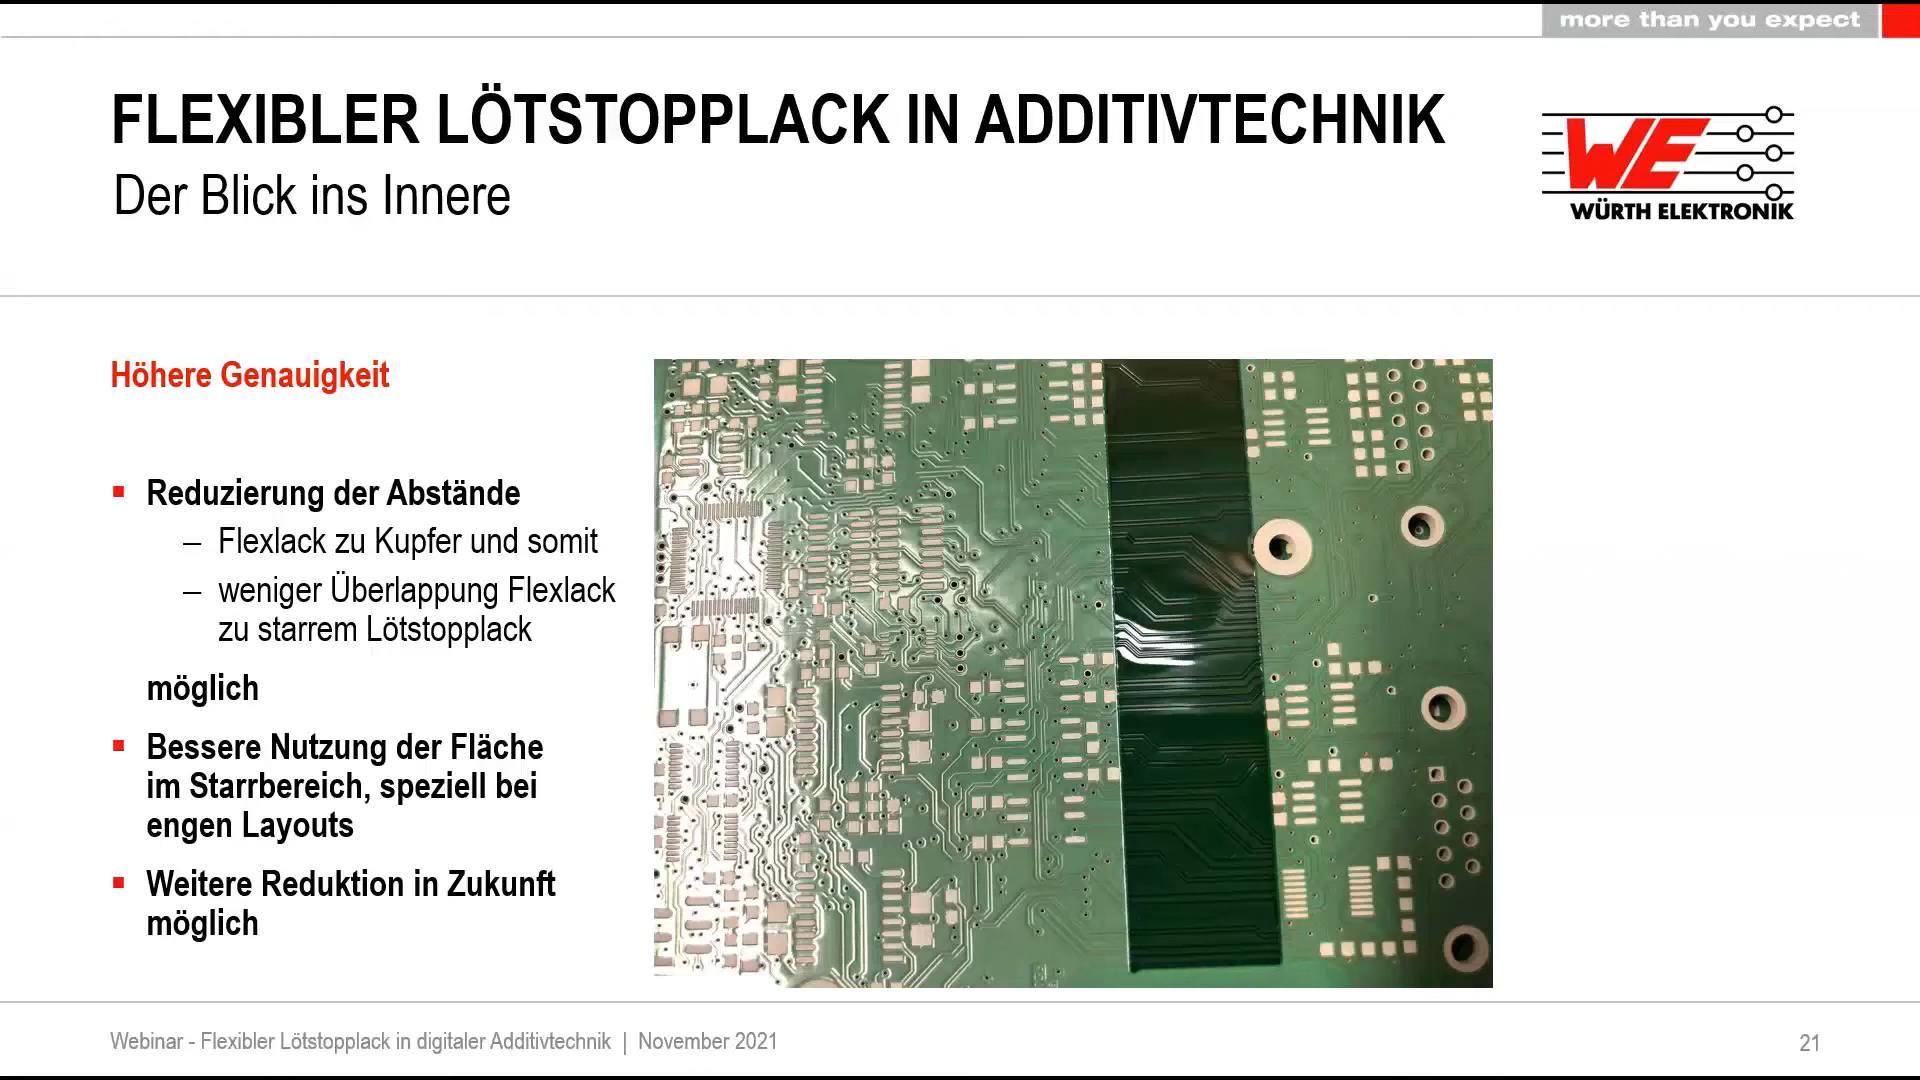 more than you expect
FLEXIBLER LÖTSTOPPLACK IN ADDITIVTECHNIK
Der Blick ins Innere
WE
WÜRTH ELEKTRONIK
Höhere Genauigkeit
▪ Reduzierung der Abstände
– Flexlack zu Kupfer und somit
– weniger Überlappung Flexlack
zu starrem Lötstopplack
möglich
▪ Bessere Nutzung der Fläche
im Starrbereich, speziell bei
engen Layouts
▪ Weitere Reduktion in Zukunft
möglich
Webinar - Flexibler Lötstopplack in digitaler Additivtechnik | November 2021
21